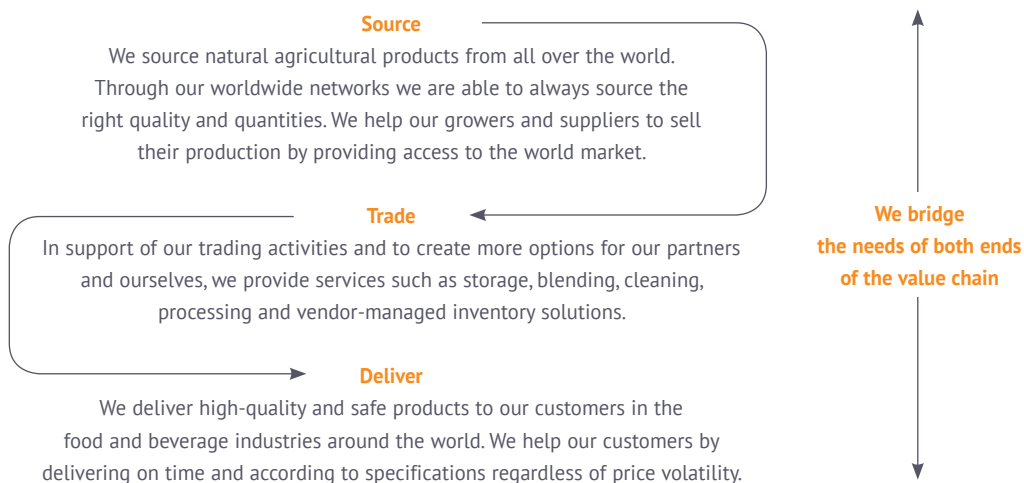 Source
We source natural agricultural products from all over the world.
Through our worldwide networks we are able to always source the
right quality and quantities. We help our growers and suppliers to sell
their production by providing access to the world market.
Trade
In support of our trading activities and to create more options for our partners
and ourselves, we provide services such as storage, blending, cleaning,
processing and vendor-managed inventory solutions.
Deliver
We deliver high-quality and safe products to our customers in the
food and beverage industries around the world. We help our customers by
delivering on time and according to specifications regardless of price volatility.
We bridge
the needs of both ends
of the value chain